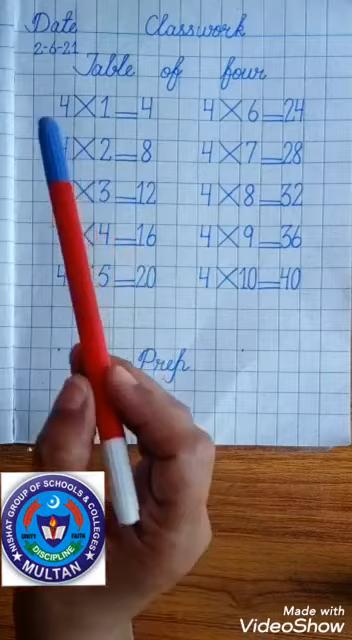 Date Classwork
2-6-21
Table of four
4×1=4 4×6=24
4×2=8 4×7=28
×3=12 4×8=32
×4=16 4×9=36
4 5=20 4×10=40
Prep
NISHAT GROUP OF SCHOOLS & COLLEGES
UNITY FAITH
DISCIPLINE
MULTAN
Made with
VideoShow